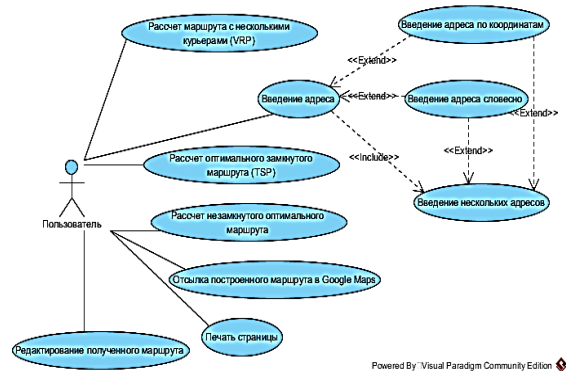 Рассчет маршрута с несколькими
курьерами (VRP)
Введение адреса по координатам
<<Extend>>
Введение адреса
<<Extend>>
Введение адреса словесно
<<Extend>>
<<Extend>>
<<Include>>
Рассчет оптимального замкнутого
маршрута (TSP)
Введение нескольких адресов
Пользователь
Рассчет незамкнутого оптимального
маршрута
Отсылка построенного маршрута в Google Maps
Печать страницы
Редактирование полученного маршрута
Powered By Visual Paradigm Community Edition